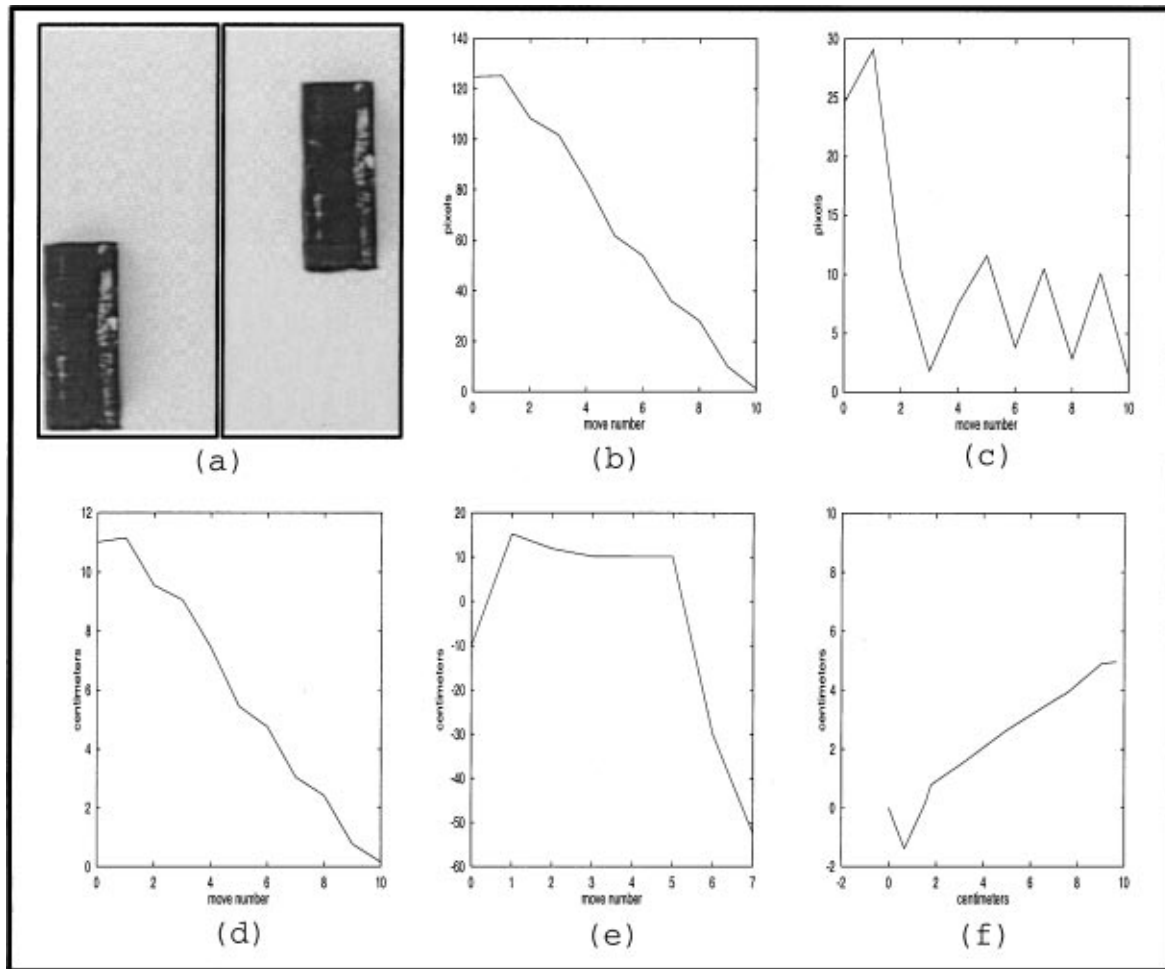 140
120
100
80
60
40
20
0
pixels
0 2 4 6 8 10
move number
(b)
30
25
20
15
10
5
0
pixels
0 2 4 6 8 10
move number
(c)
(a)
12
10
8
6
4
2
0
centimeters
0 2 4 6 8 10
move number
(d)
20
10
0
-10
-20
-30
-40
-50
-60
centimeters
0 1 2 3 4 5 6 7
move number
(e)
10
8
6
4
2
0
-2
centimeters
-2 0 2 4 6 8 10
centimeters
(f)